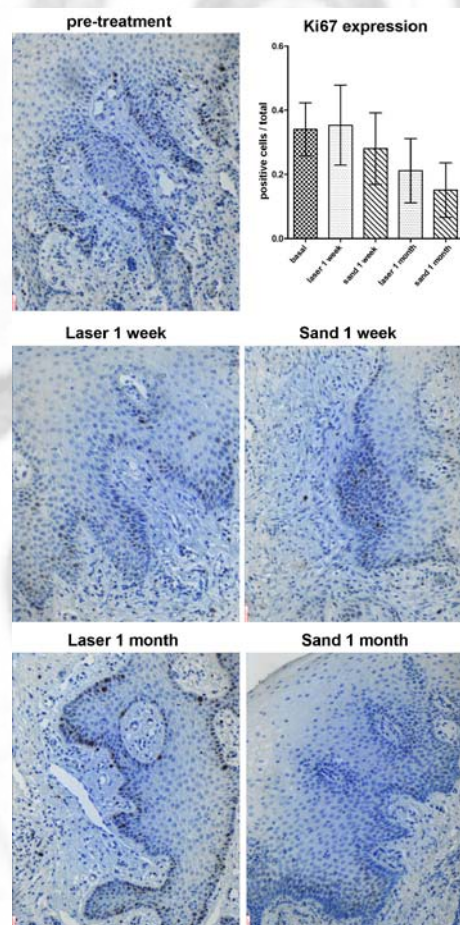 pre-treatment
Ki67 expression
positive cells / total
0.6
0.4
0.2
0.0
basal
laser 1 week
sand 1 week
laser 1 month
sand 1 month
Laser 1 week
Sand 1 week
Laser 1 month
Sand 1 month